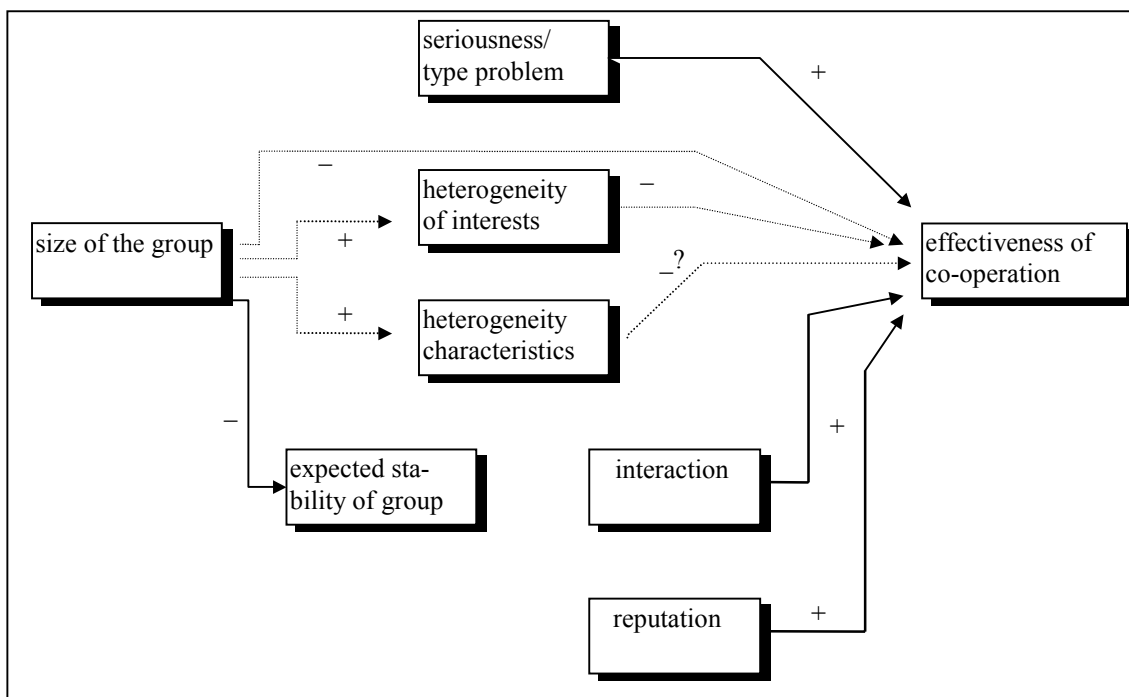 seriousness/
type problem
+
–
heterogeneity
of interests
–
size of the group
+
effectiveness of
co-operation
–?
+
heterogeneity
characteristics
–
+
expected sta-
bility of group
interaction
reputation
+